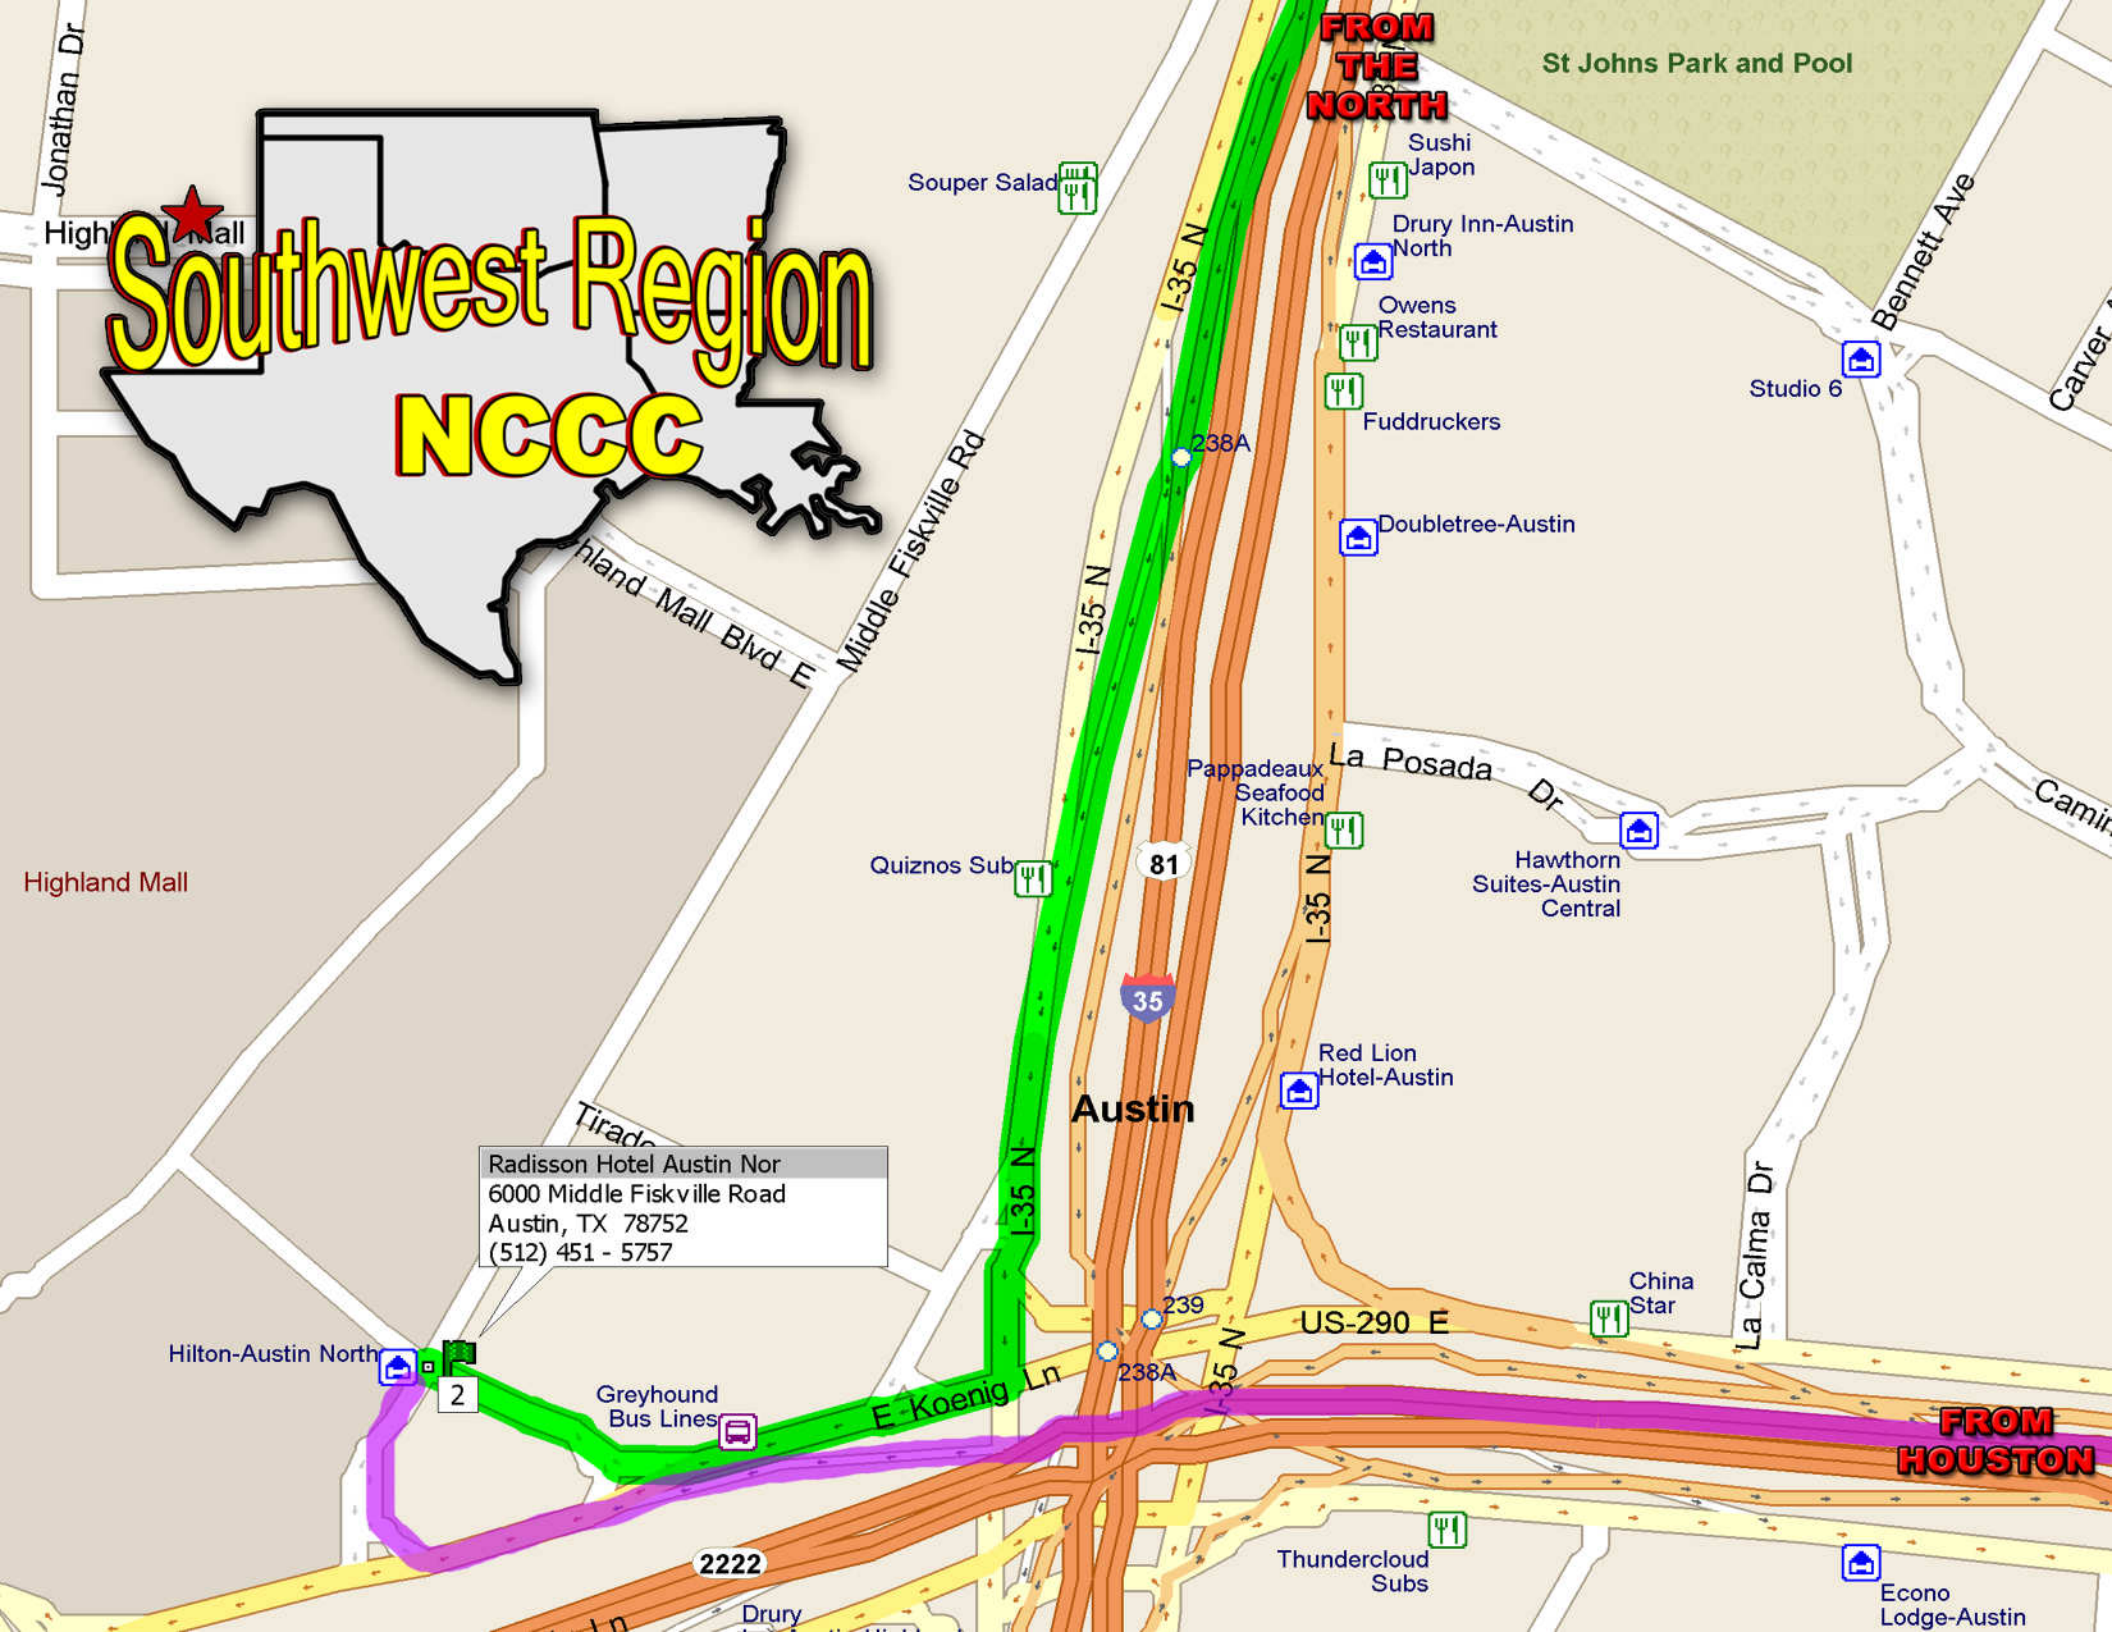 Jonathan Dr
FROM
THE
NORTH
St Johns Park and Pool
Sushi
Japon
Souper Salad
Drury Inn-Austin
North
Bennett Ave
Carver
Southwest Region
NCCC
I-35 N
Owens
Restaurant
Studio 6
Fuddruckers
238A
Middle Fiskville Rd
Doubletree-Austin
hland Mall Blvd E
I-35 N
La Posada Dr
Pappadeaux
Seafood
Kitchen
Quiznos Sub
81
Highland Mall
I-35 N
Hawthorn
Suites-Austin
Central
35
Red Lion
Hotel-Austin
Austin
Radisson Hotel Austin Nor
6000 Middle Fiskville Road
Austin, TX 78752
(512) 451 - 5757
I-35 N
La Calma Dr
China
Star
239
US-290 E
Hilton-Austin North
2
238A
I-35 N
Greyhound
Bus Lines
E Koenig Ln
FROM
HOUSTON
2222
Thundercloud
Subs
Econo
Lodge-Austin
Drury
Ln